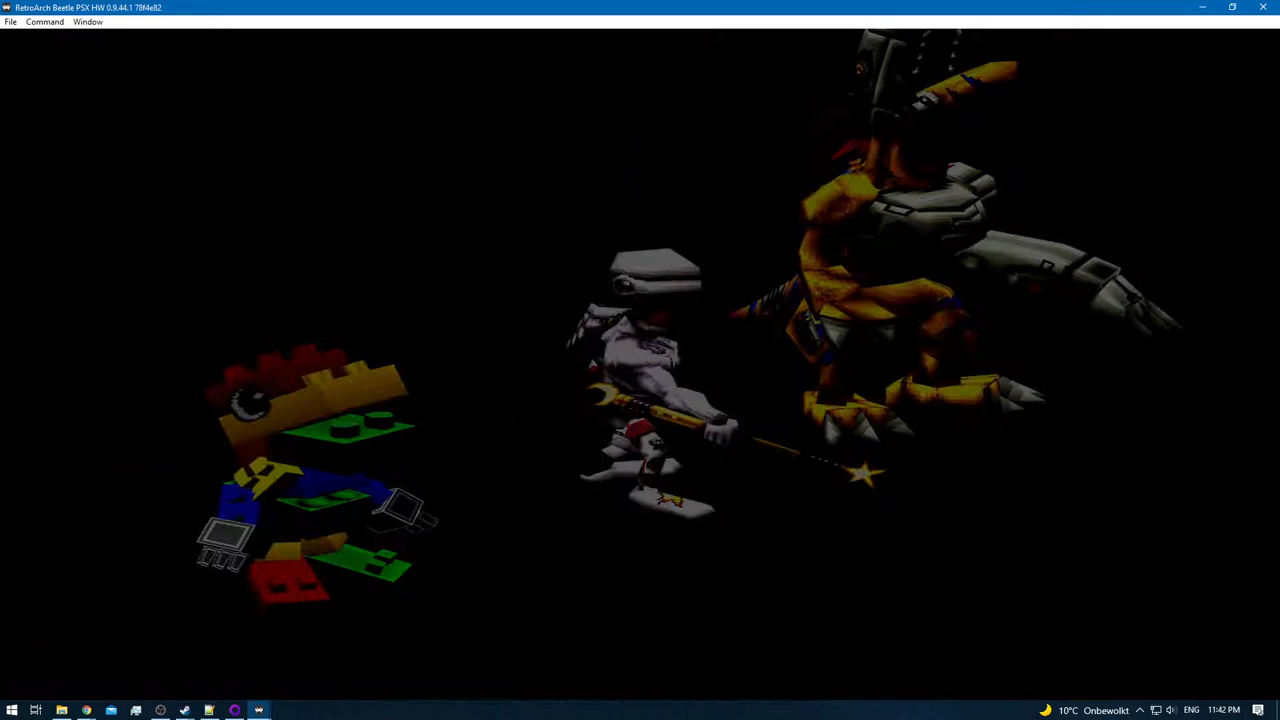 RetroArch Beetle PSX HW 0.9.44.1 78f4e82
File Command Window
10°C Onbewolkt ENG 11:42 PM